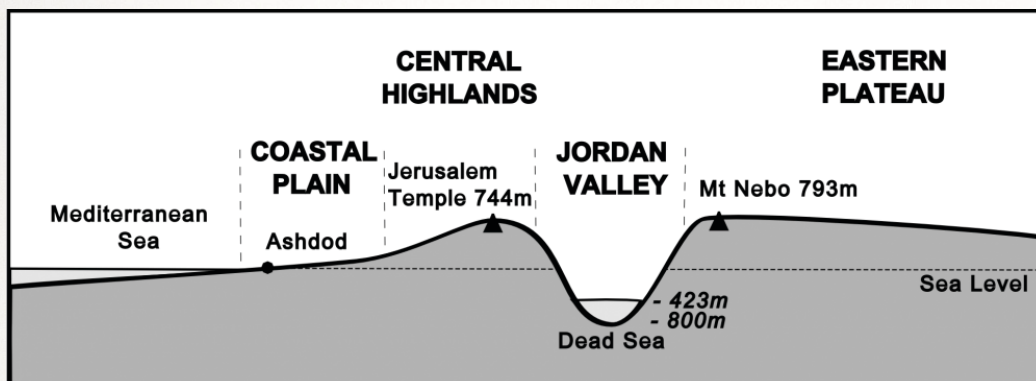 CENTRAL
HIGHLANDS
EASTERN
PLATEAU
COASTAL
PLAIN
Jerusalem
Temple 744m
JORDAN
VALLEY
Mt Nebo 793m
Mediterranean
Sea
Ashdod
Sea Level
- 423m
- 800m
Dead Sea